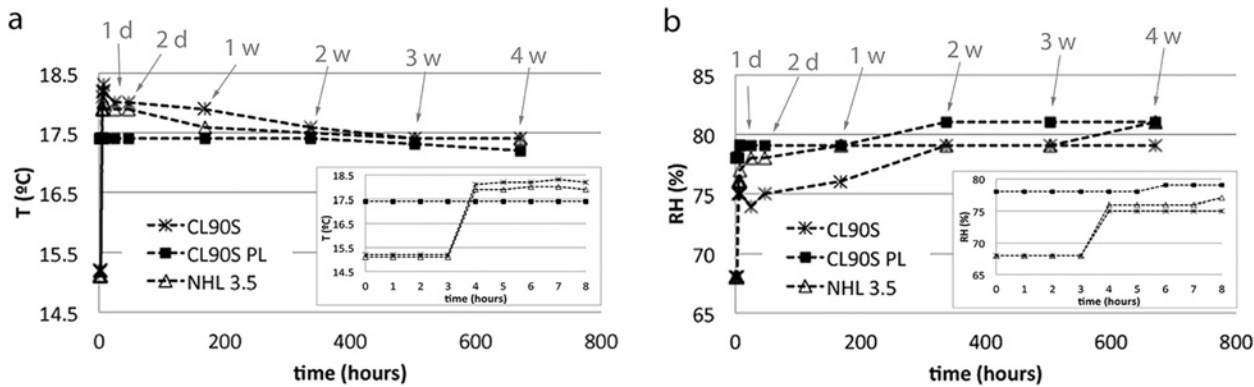 a
1 d
2 d
1 w
2 w
3 w
4 w
18.5
17.5
16.5
15.5
14.5
T (ºC)
CL90S
CL90S PL
NHL 3.5
0
200
400
600
800
time (hours)
18.5
17.5
16.5
15.5
14.5
T (ºC)
0 1 2 3 4 5 6 7 8
time (hours)
b
1 d
2 d
1 w
2 w
3 w
4 w
85
80
75
70
65
RH (%)
CL90S
CL90S PL
NHL 3.5
0
200
400
600
800
time (hours)
80
75
70
65
RH (%)
0 1 2 3 4 5 6 7 8
time (hours)